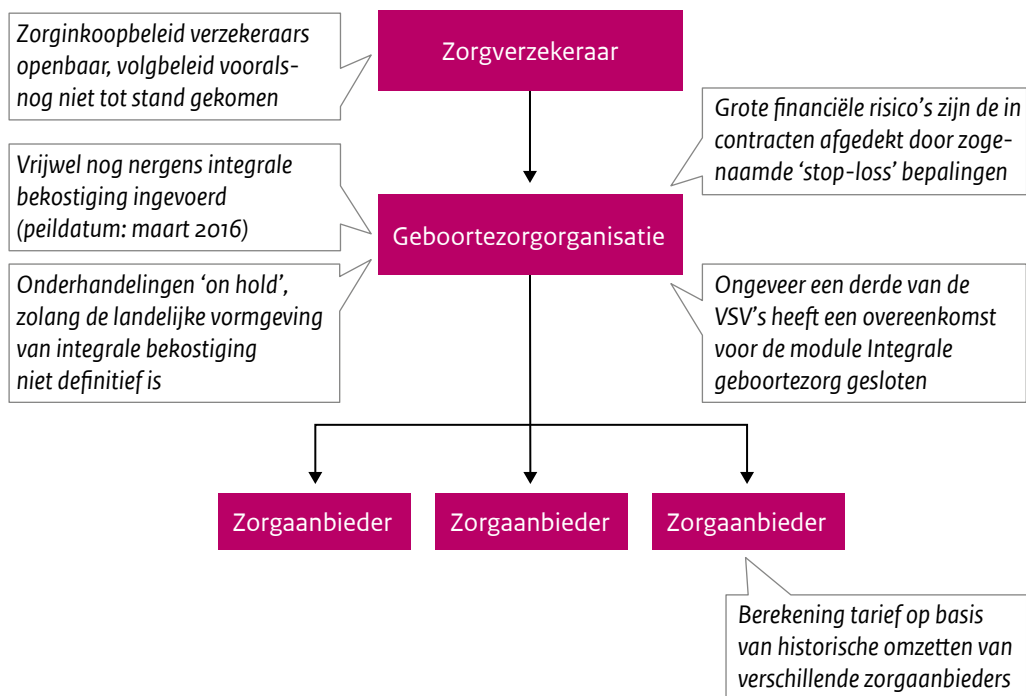 Zorginkoopbeleid verzekeraars
openbaar, volgbeleid voorals-
nog niet tot stand gekomen
Zorgverzekeraar
Grote financiële risico’s zijn de in
contracten afgedekt door zoge-
naamde ‘stop-loss’ bepalingen
Vrijwel nog nergens integrale
bekostiging ingevoerd
(peildatum: maart 2016)
Geboortezorgorganisatie
Onderhandelingen ‘on hold’,
zolang de landelijke vormgeving
van integrale bekostiging
niet definitief is
Ongeveer een derde van de
VSV’s heeft een overeenkomst
voor de module Integrale
geboortezorg gesloten
Zorgaanbieder
Zorgaanbieder
Zorgaanbieder
Berekening tarief op basis
van historische omzetten van
verschillende zorgaanbieders